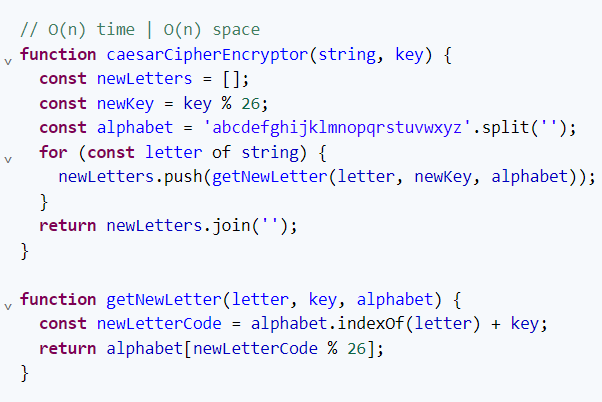 // O(n) time | O(n) space
function caesarCipherEncryptor(string, key) {
  const newLetters = [];
  const newKey = key % 26;
  const alphabet = 'abcdefghijklmnopqrstuvwxyz'.split('');
  for (const letter of string) {
    newLetters.push(getNewLetter(letter, newKey, alphabet));
  }
  return newLetters.join('');
}

function getNewLetter(letter, key, alphabet) {
  const newLetterCode = alphabet.indexOf(letter) + key;
  return alphabet[newLetterCode % 26];
}